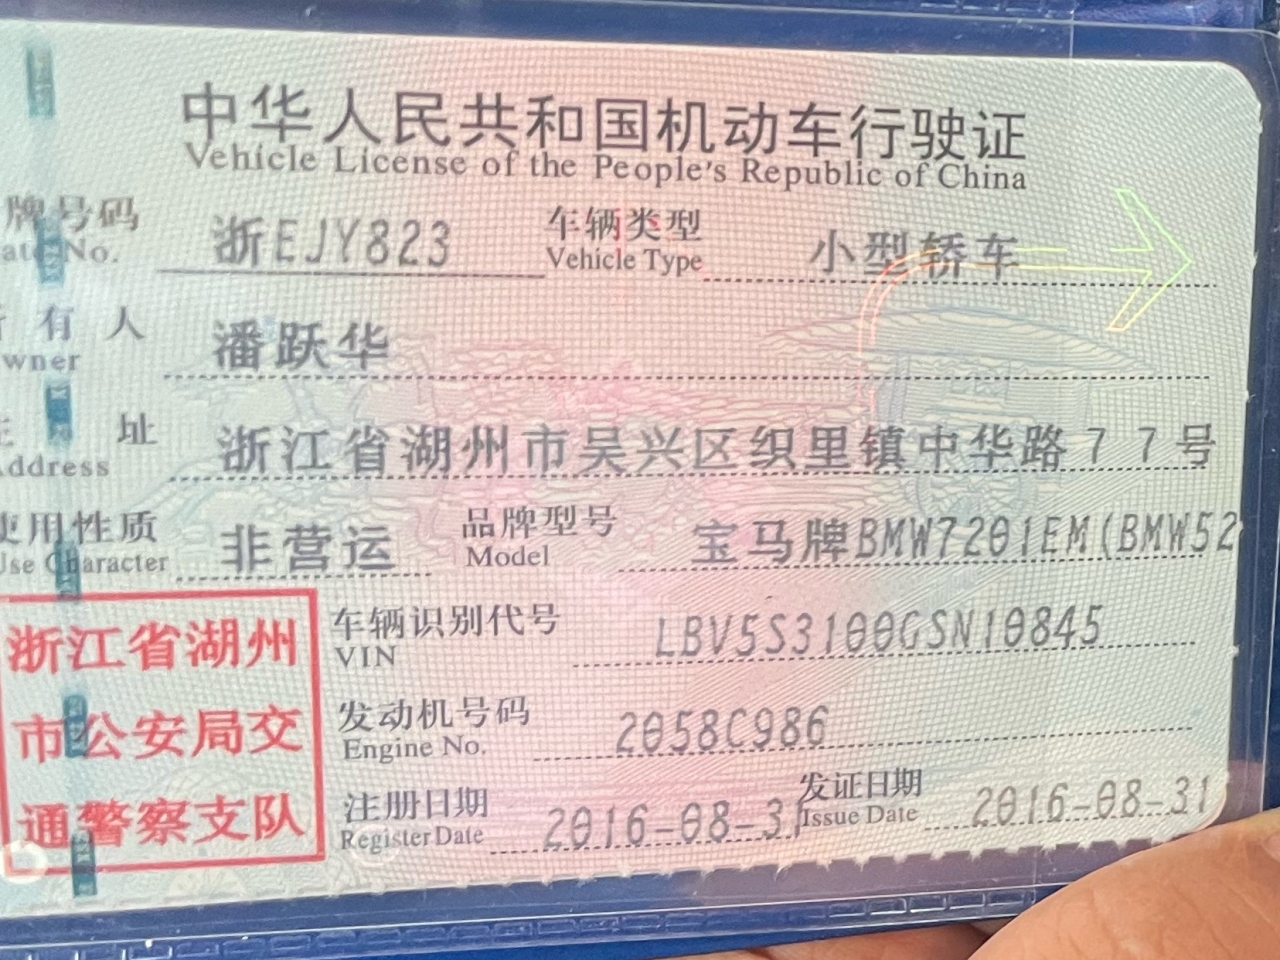 中华人民共和国机动车行驶证
Vehicle License of the People's Republic of China
牌号码 浙EJY823 车辆类型 小型轿车
ate No. Vehicle Type
有人 潘跃华
wner
址 浙江省湖州市吴兴区织里镇中华路77号
ddress
使用性质 非营运 品牌型号 宝马牌BMW7201EM(BMW52
Use Character Model
浙江省湖州
市公安局交
通警察支队
车辆识别代号 LBV5S3100GSN10845
VIN
发动机号码 2058C986
Engine No.
注册日期 2016-08-31 发证日期 2016-08-31
Register Date Issue Date